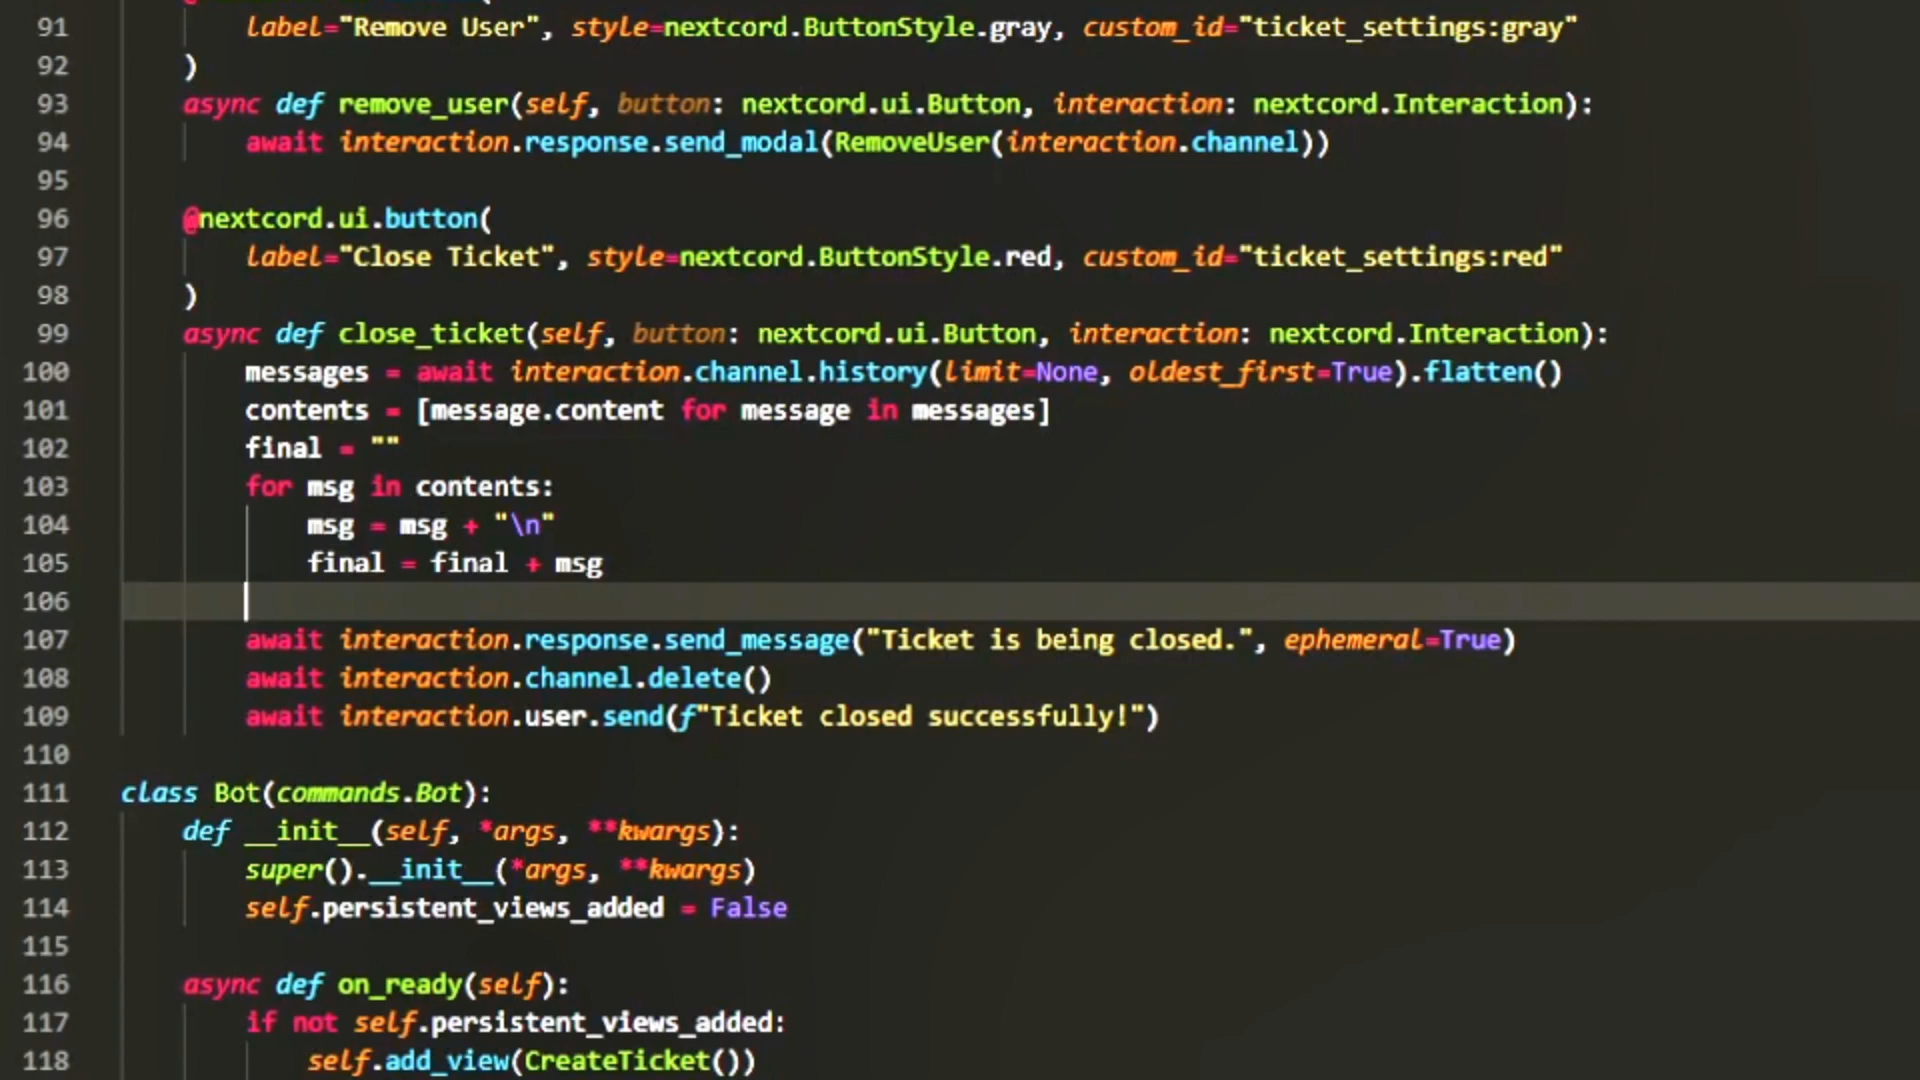 91 label="Remove User", style=nextcord.ButtonStyle.gray, custom_id="ticket_settings:gray"
92 )
93 async def remove_user(self, button: nextcord.ui.Button, interaction: nextcord.Interaction):
94 await interaction.response.send_modal(RemoveUser(interaction.channel))
95
96 @nextcord.ui.button(
97 label="Close Ticket", style=nextcord.ButtonStyle.red, custom_id="ticket_settings:red"
98 )
99 async def close_ticket(self, button: nextcord.ui.Button, interaction: nextcord.Interaction):
100 messages = await interaction.channel.history(limit=None, oldest_first=True).flatten()
101 contents = [message.content for message in messages]
102 final = ""
103 for msg in contents:
104 msg = msg + "\n"
105 final = final + msg
106
107 await interaction.response.send_message("Ticket is being closed.", ephemeral=True)
108 await interaction.channel.delete()
109 await interaction.user.send(f"Ticket closed successfully!")
110
111 class Bot(commands.Bot):
112 def __init__(self, *args, **kwargs):
113 super().__init__(*args, **kwargs)
114 self.persistent_views_added = False
115
116 async def on_ready(self):
117 if not self.persistent_views_added:
118 self.add_view(CreateTicket())